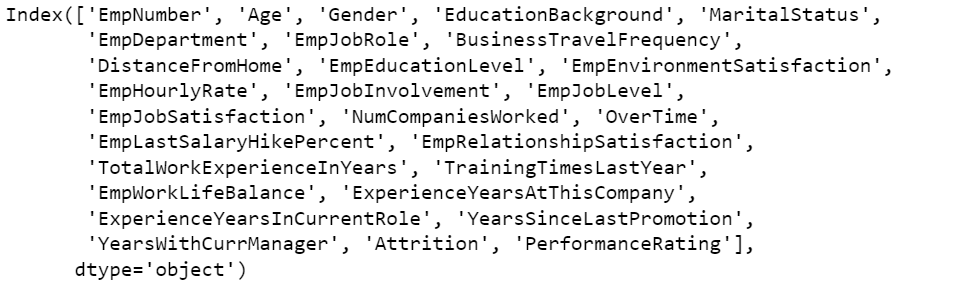 Index(['EmpNumber', 'Age', 'Gender', 'EducationBackground', 'MaritalStatus',
'EmpDepartment', 'EmpJobRole', 'BusinessTravelFrequency',
'DistanceFromHome', 'EmpEducationLevel', 'EmpEnvironmentSatisfaction',
'EmpHourlyRate', 'EmpJobInvolvement', 'EmpJobLevel',
'EmpJobSatisfaction', 'NumCompaniesWorked', 'OverTime',
'EmpLastSalaryHikePercent', 'EmpRelationshipSatisfaction',
'TotalWorkExperienceInYears', 'TrainingTimesLastYear',
'EmpWorkLifeBalance', 'ExperienceYearsAtThisCompany',
'ExperienceYearsInCurrentRole', 'YearsSinceLastPromotion',
'YearsWithCurrManager', 'Attrition', 'PerformanceRating'],
dtype='object')